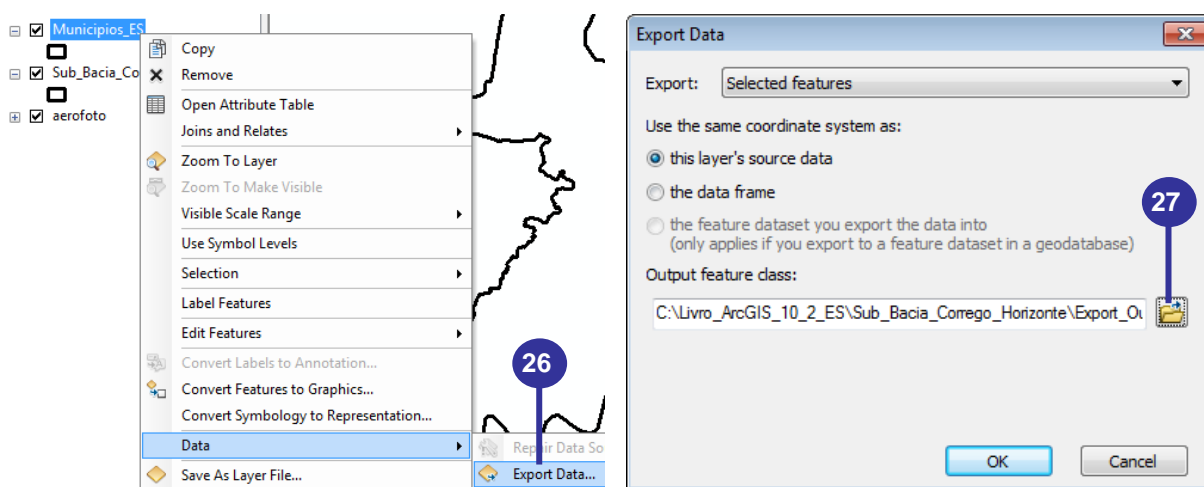 Municipios_ES
Sub_Bacia_Co
aerofoto
Copy
Remove
Open Attribute Table
Joins and Relates
Zoom To Layer
Zoom To Make Visible
Visible Scale Range
Use Symbol Levels
Selection
Label Features
Edit Features
Convert Labels to Annotation...
Convert Features to Graphics...
Convert Symbology to Representation...
Data
Save As Layer File...
26
Repair Data So
Export Data...
Export Data
Export: Selected features
Use the same coordinate system as:
this layer's source data
the data frame
the feature dataset you export the data into
(only applies if you export to a feature dataset in a geodatabase)
27
Output feature class:
C:\Livro_ArcGIS_10_2_ES\Sub_Bacia_Corrego_Horizonte\Export_Ou
OK Cancel